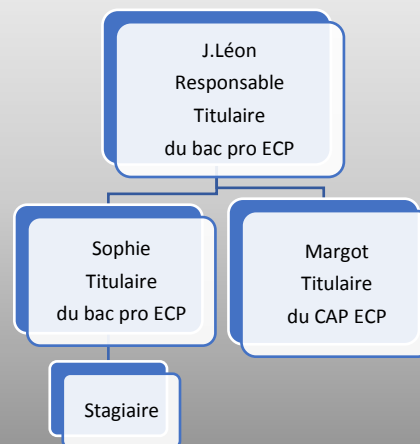 J.Léon
Responsable
Titulaire
du bac pro ECP
Sophie
Titulaire
du bac pro ECP
Margot
Titulaire
du CAP ECP
Stagiaire